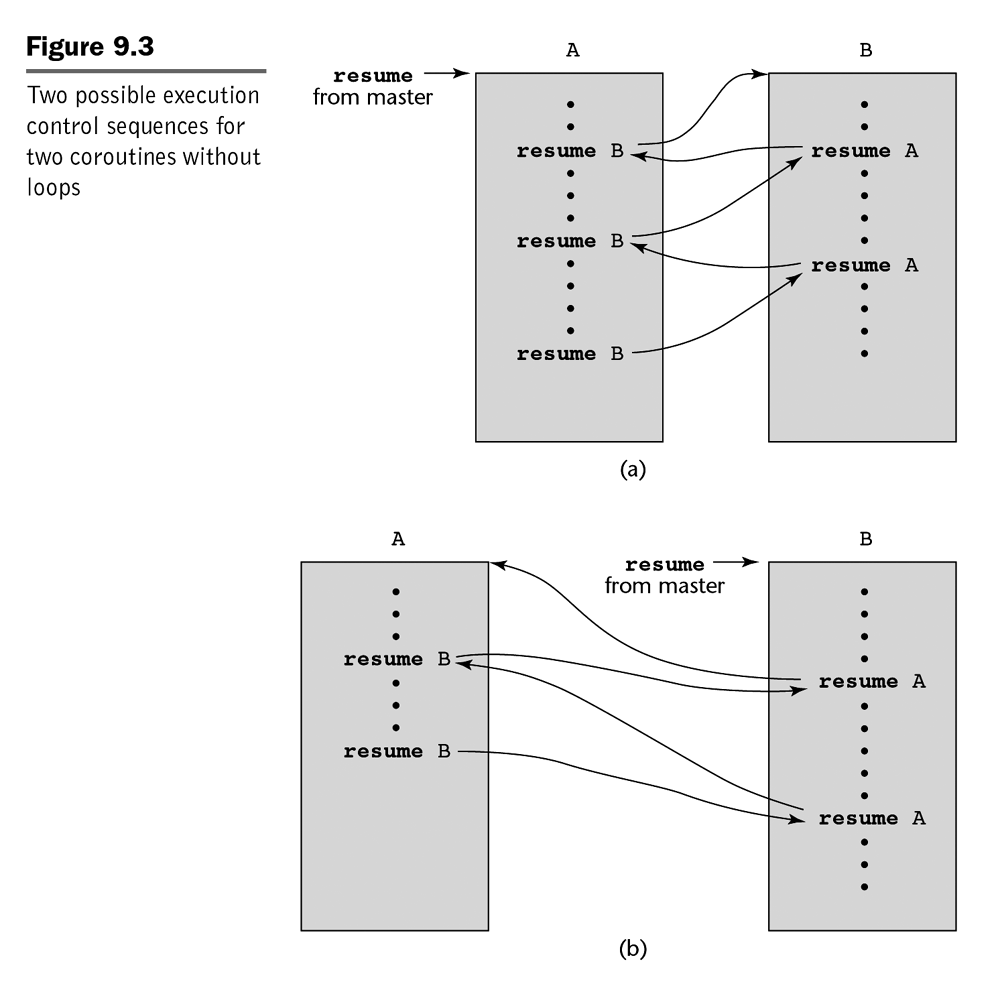 Figure 9.3
Two possible execution
control sequences for
two coroutines without
loops
A
B
resume
from master
resume B
resume A
resume B
resume A
resume B
(a)
A
B
resume
from master
resume B
resume A
resume B
resume A
(b)